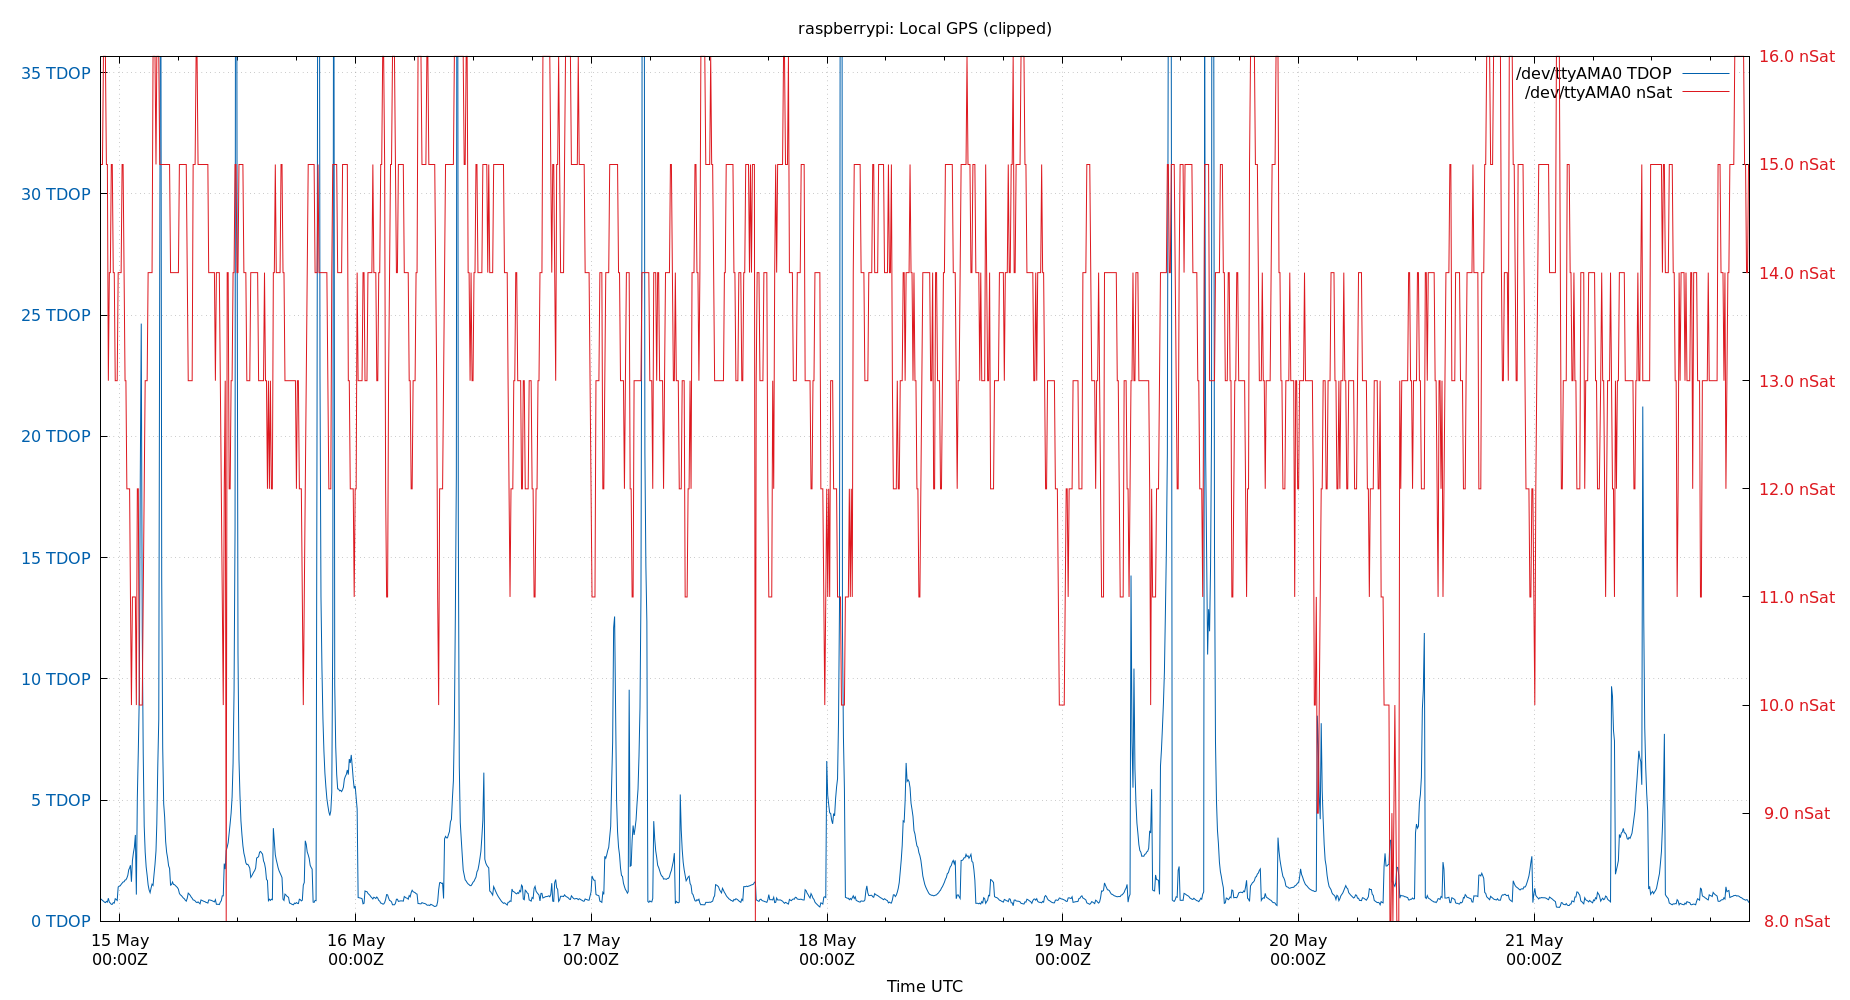 raspberrypi: Local GPS (clipped)
35 TDOP
30 TDOP
25 TDOP
20 TDOP
15 TDOP
10 TDOP
5 TDOP
0 TDOP
16.0 nSat
15.0 nSat
14.0 nSat
13.0 nSat
12.0 nSat
11.0 nSat
10.0 nSat
9.0 nSat
8.0 nSat
/dev/ttyAMA0 TDOP
/dev/ttyAMA0 nSat
15 May 16 May 17 May 18 May 19 May 20 May 21 May
00:00Z 00:00Z 00:00Z 00:00Z 00:00Z 00:00Z 00:00Z
Time UTC